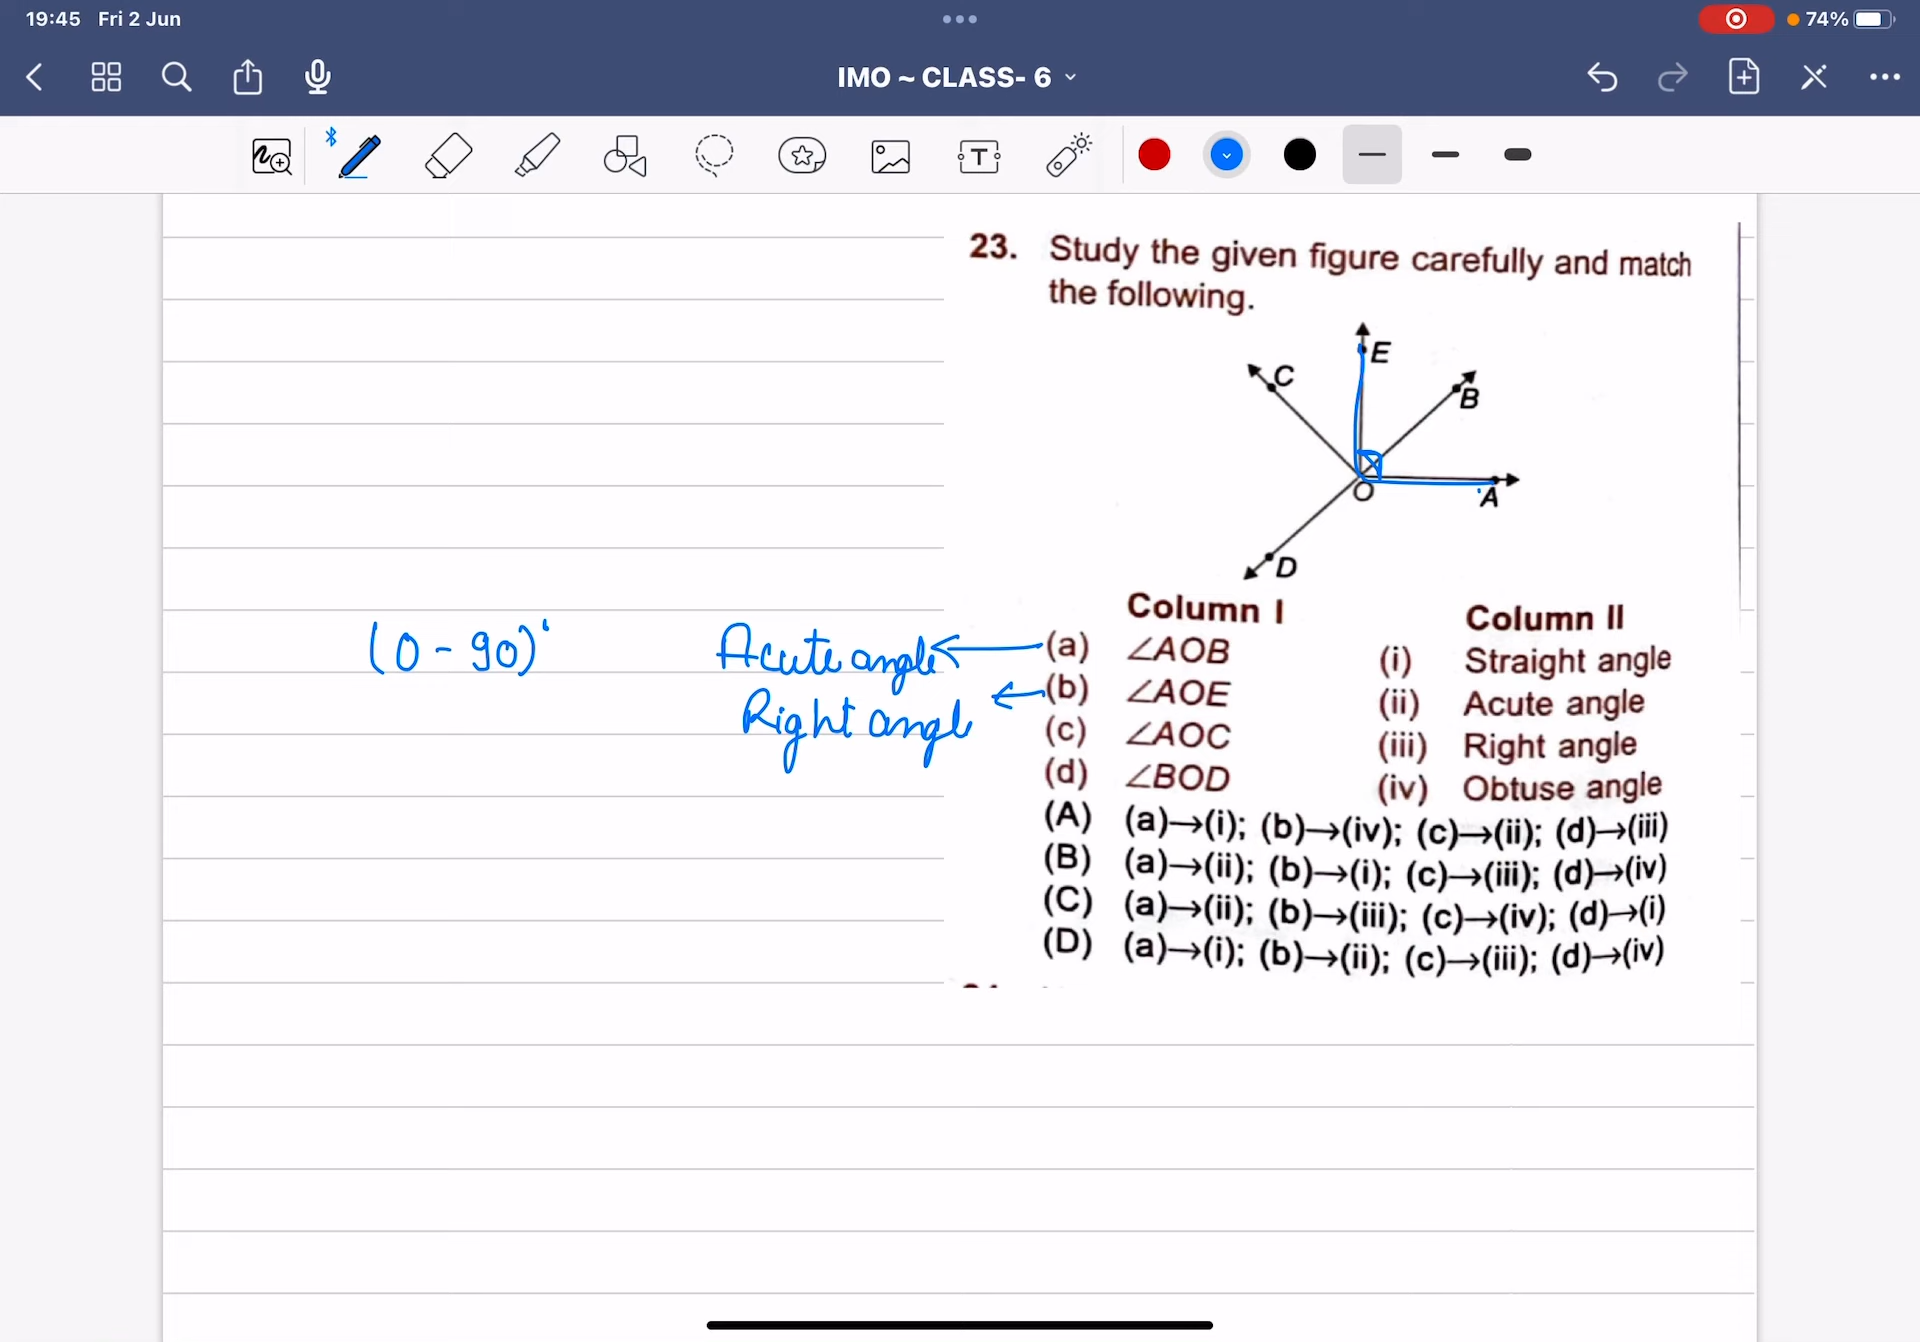 19:45 Fri 2 Jun
74%
IMO ~ CLASS- 6
T
23. Study the given figure carefully and match
the following.
E
C
B
O
A
D
Column I Column II
(a) ∠AOB (i) Straight angle
(b) ∠AOE (ii) Acute angle
(c) ∠AOC (iii) Right angle
(d) ∠BOD (iv) Obtuse angle
(A) (a)→(i); (b)→(iv); (c)→(ii); (d)→(iii)
(B) (a)→(ii); (b)→(i); (c)→(iii); (d)→(iv)
(C) (a)→(ii); (b)→(iii); (c)→(iv); (d)→(i)
(D) (a)→(i); (b)→(ii); (c)→(iii); (d)→(iv)
(0 - 90)° Acute angle
Right angle